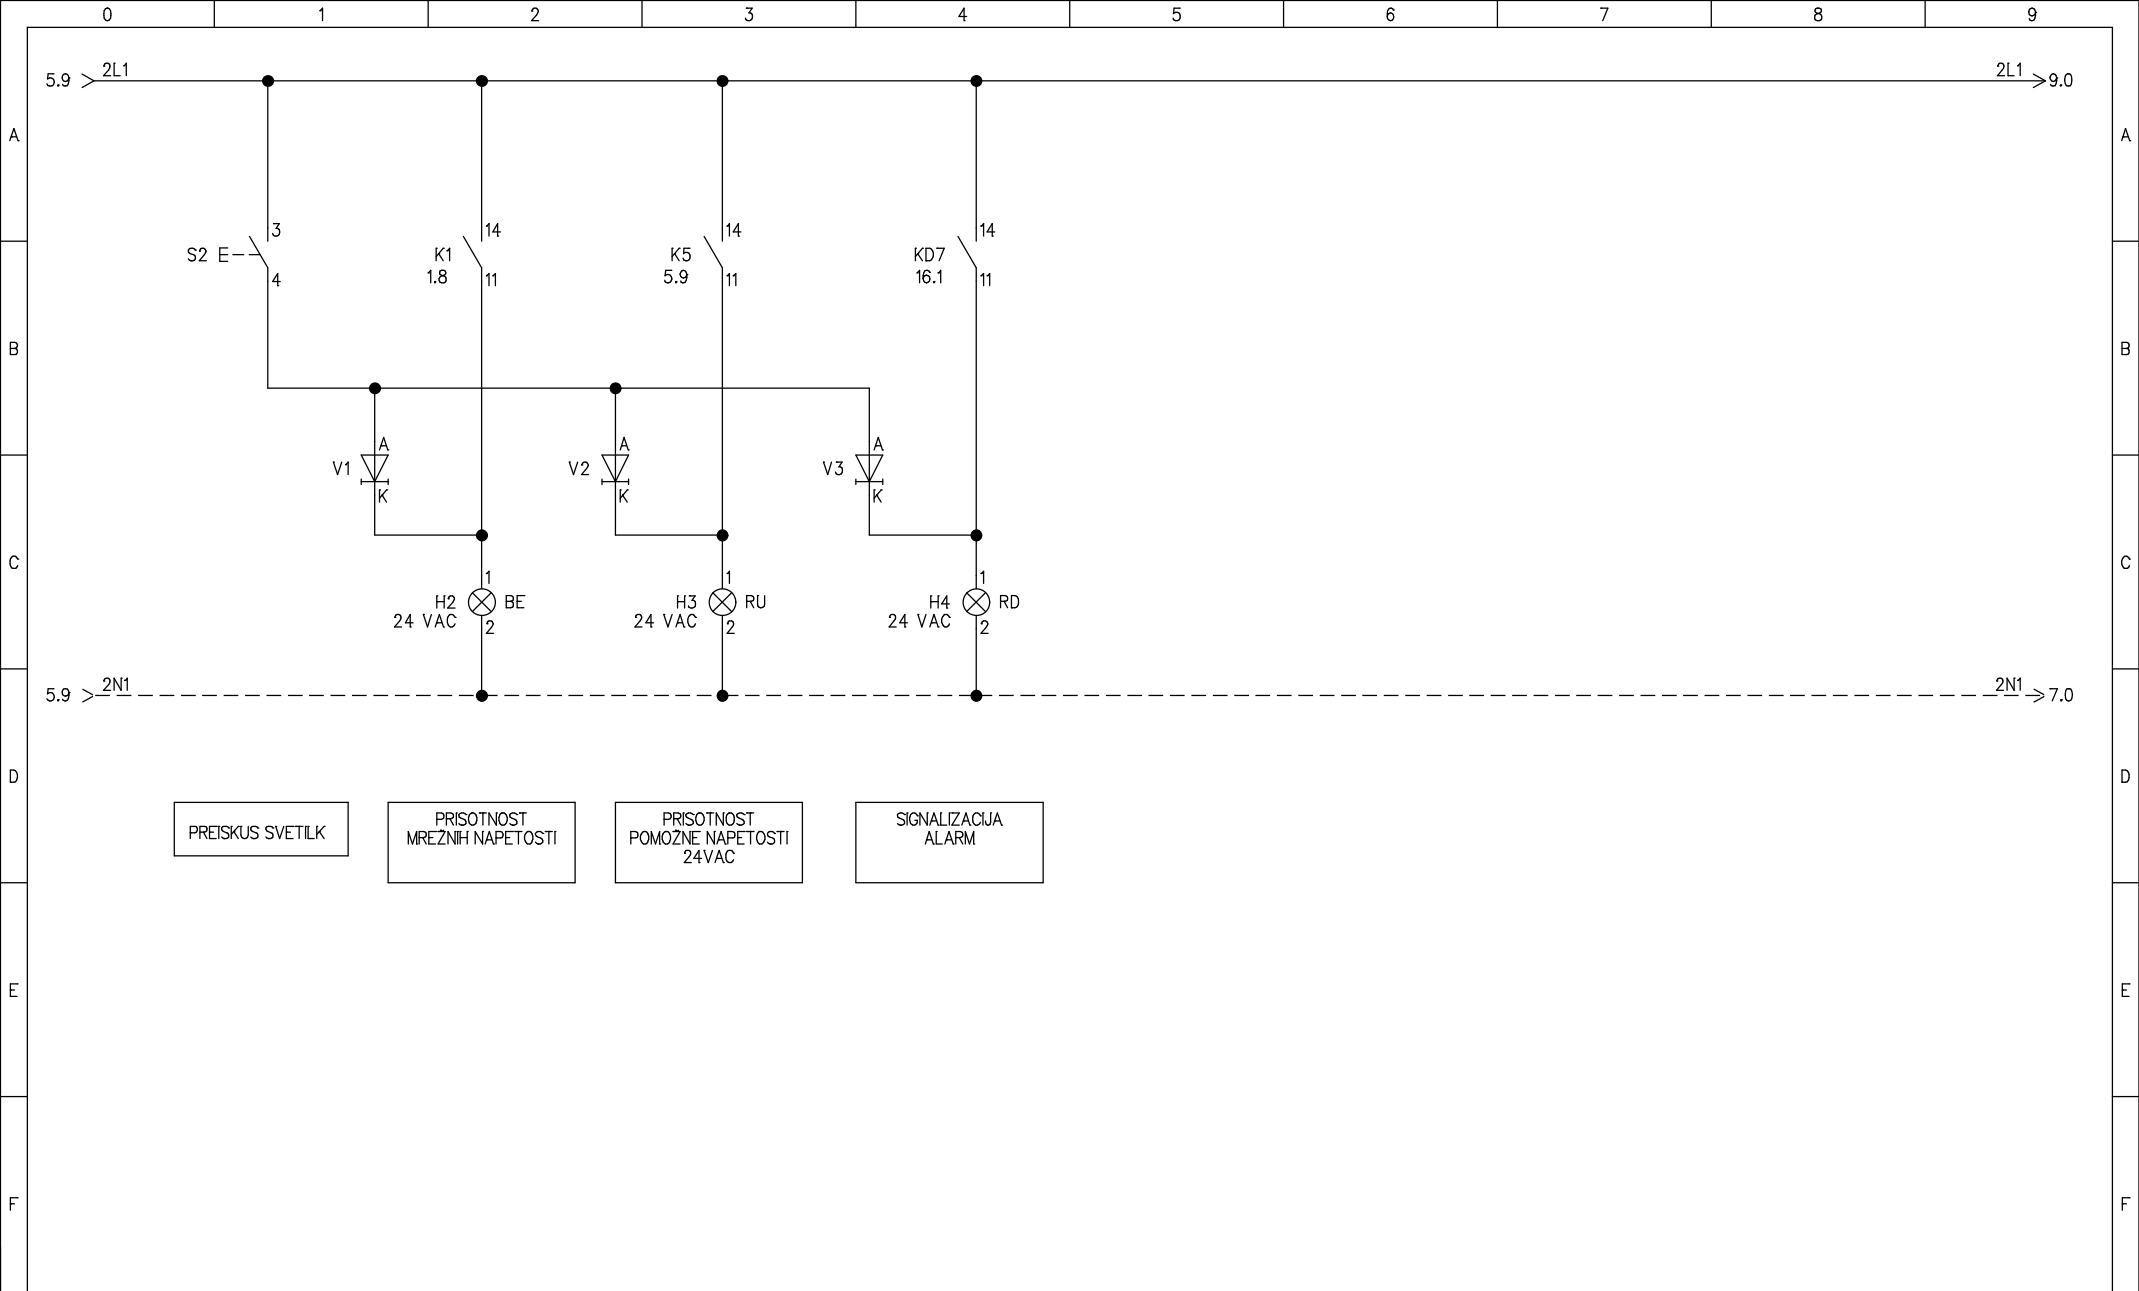 0 1 2 3 4 5 6 7 8 9
5.9 2L1 2L1 9.0
A A
3 14 14 14
S2 K1 K5 KD7
1.8 5.9 16.1
4 11 11 11
B B
A A A
V1 V2 V3
K K K
C C
1 1 1
H2 BE H3 RU H4 RD
24 VAC 24 VAC 24 VAC
2 2 2
5.9 2N1 2N1 7.0
D D
PREISKUS SVETILK
PRISOTNOST
MREŽNIH NAPETOSTI
PRISOTNOST
POMOŽNE NAPETOSTI
24VAC
SIGNALIZACIJA
ALARM
E E
F F